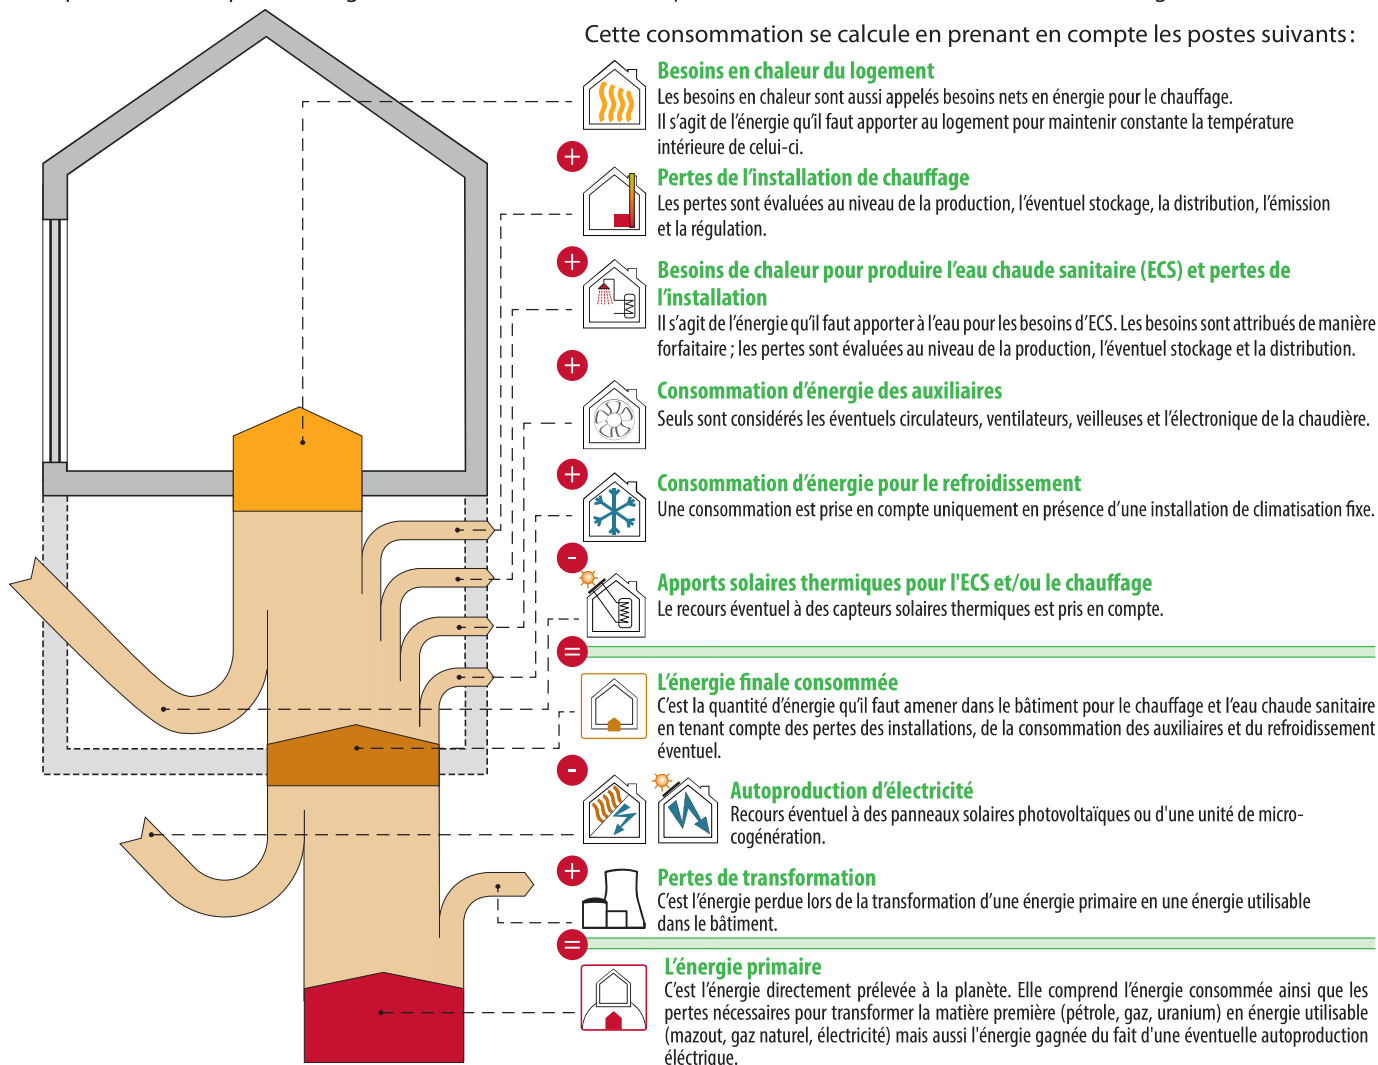 Cette consommation se calcule en prenant en compte les postes suivants :
Besoins en chaleur du logement
Les besoins en chaleur sont aussi appelés besoins nets en énergie pour le chauffage.
Il s’agit de l’énergie qu’il faut apporter au logement pour maintenir constante la température
intérieure de celui-ci.
+
Pertes de l’installation de chauffage
Les pertes sont évaluées au niveau de la production, l’éventuel stockage, la distribution, l’émission
et la régulation.
+
Besoins de chaleur pour produire l’eau chaude sanitaire (ECS) et pertes de
l’installation
Il s’agit de l’énergie qu’il faut apporter à l’eau pour les besoins d’ECS. Les besoins sont attribués de manière
forfaitaire ; les pertes sont évaluées au niveau de la production, l’éventuel stockage et la distribution.
+
Consommation d’énergie des auxiliaires
Seuls sont considérés les éventuels circulateurs, ventilateurs, veilleuses et l’électronique de la chaudière.
+
Consommation d’énergie pour le refroidissement
Une consommation est prise en compte uniquement en présence d’une installation de climatisation fixe.
-
Apports solaires thermiques pour l'ECS et/ou le chauffage
Le recours éventuel à des capteurs solaires thermiques est pris en compte.
=
L’énergie finale consommée
C’est la quantité d’énergie qu’il faut amener dans le bâtiment pour le chauffage et l’eau chaude sanitaire
en tenant compte des pertes des installations, de la consommation des auxiliaires et du refroidissement
éventuel.
-
Autoproduction d’électricité
Recours éventuel à des panneaux solaires photovoltaïques ou d'une unité de micro-
cogénération.
+
Pertes de transformation
C’est l’énergie perdue lors de la transformation d’une énergie primaire en une énergie utilisable
dans le bâtiment.
=
L’énergie primaire
C’est l’énergie directement prélevée à la planète. Elle comprend l’énergie consommée ainsi que les
pertes nécessaires pour transformer la matière première (pétrole, gaz, uranium) en énergie utilisable
(mazout, gaz naturel, électricité) mais aussi l'énergie gagnée du fait d'une éventuelle autoproduction
éléctrique.